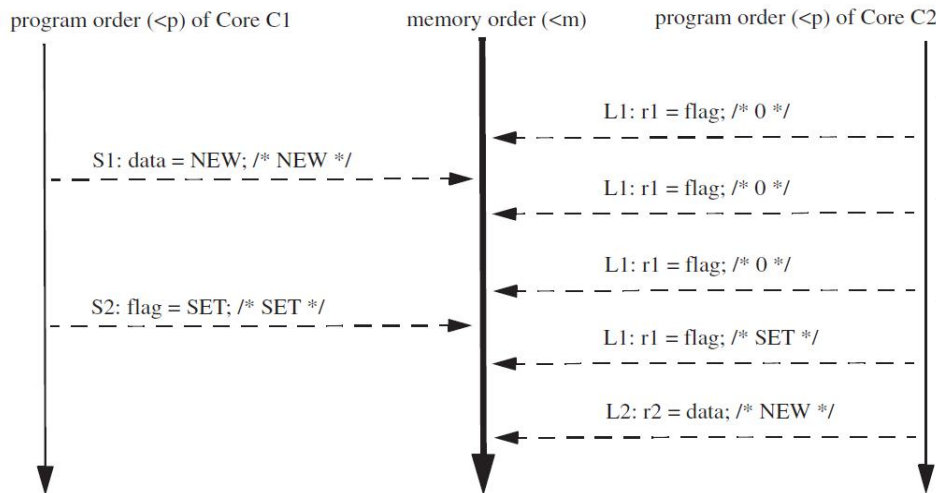 program order (<p) of Core C1
memory order (<m)
program order (<p) of Core C2
L1: r1 = flag; /* 0 */
S1: data = NEW; /* NEW */
L1: r1 = flag; /* 0 */
L1: r1 = flag; /* 0 */
S2: flag = SET; /* SET */
L1: r1 = flag; /* SET */
L2: r2 = data; /* NEW */